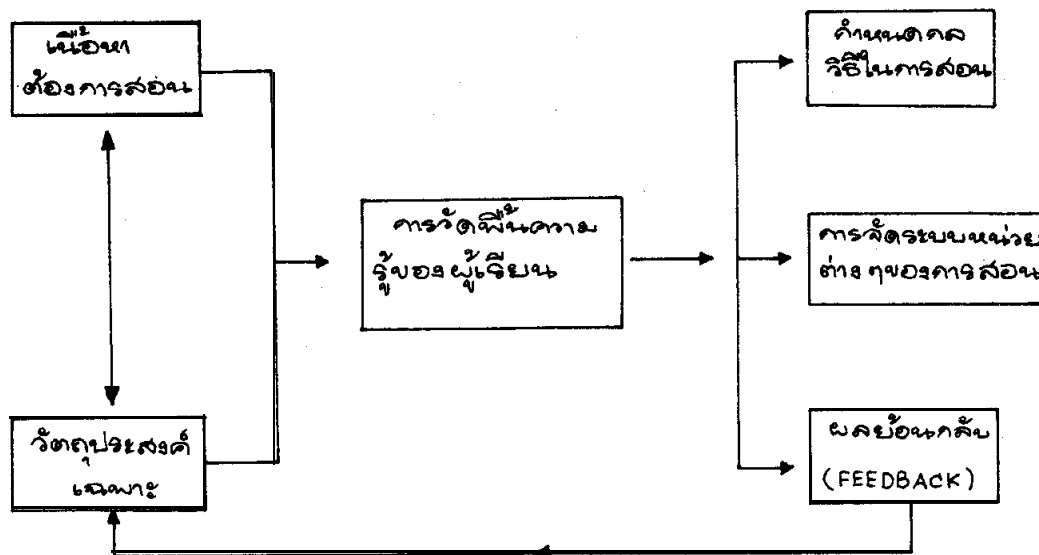 เนื้อหา
ต้องการสอน
กำหนดกล
วิธีในการสอน
การวัดพื้นความ
รู้ของผู้เรียน
การจัดระบบหน่วย
ต่างๆของการสอน
วัตถุประสงค์
เฉพาะ
ผลย้อนกลับ
(FEEDBACK)